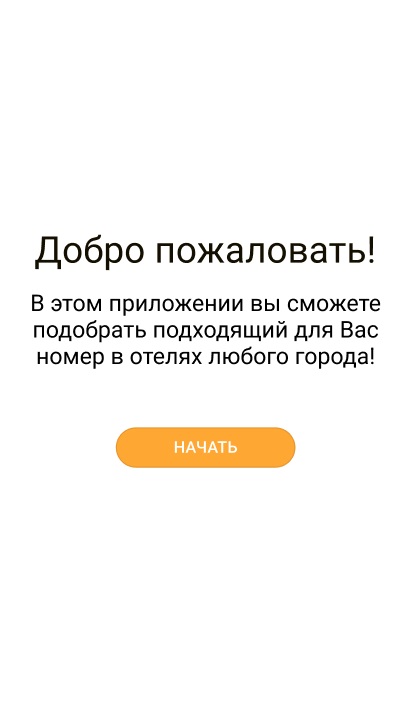 Добро пожаловать!
В этом приложении вы сможете
подобрать подходящий для Вас
номер в отелях любого города!
НАЧАТЬ